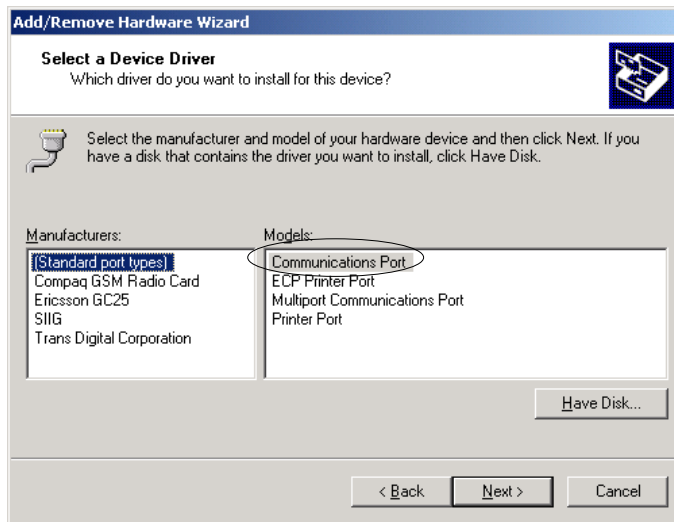 Add/Remove Hardware Wizard
Select a Device Driver
Which driver do you want to install for this device?
Select the manufacturer and model of your hardware device and then click Next. If you
have a disk that contains the driver you want to install, click Have Disk.
Manufacturers:
(Standard port types)
Compaq GSM Radio Card
Ericsson GC25
SIIG
Trans Digital Corporation
Models:
Communications Port
ECP Printer Port
Multiport Communications Port
Printer Port
Have Disk...
< Back
Next >
Cancel